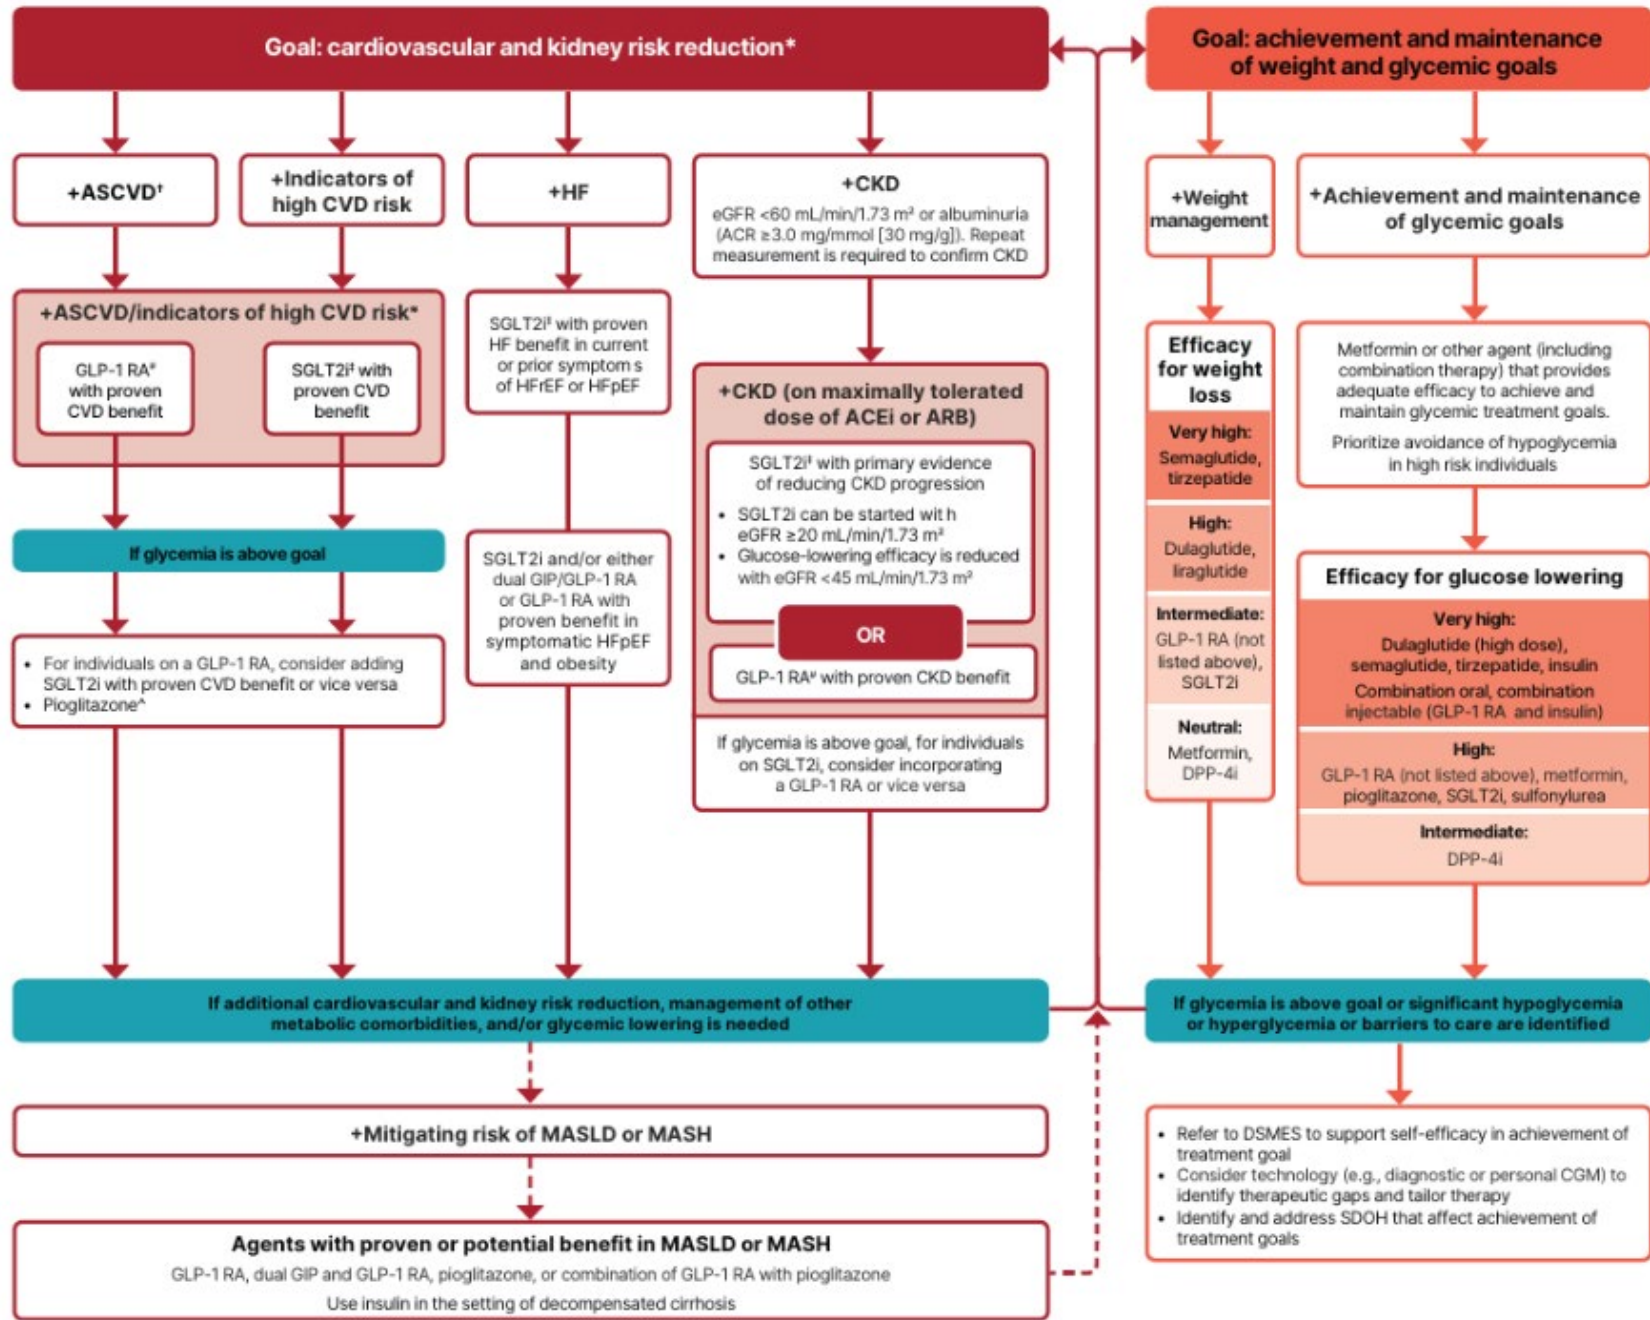 Goal: cardiovascular and kidney risk reduction*
+ASCVD†
+Indicators of
high CVD risk
+HF
+CKD
eGFR <60 mL/min/1.73 m² or albuminuria
(ACR ≥3.0 mg/mmol [30 mg/g]). Repeat
measurement is required to confirm CKD
+ASCVD/indicators of high CVD risk*
GLP-1 RA#
with proven
CVD benefit
SGLT2i‡ with
proven CVD
benefit
If glycemia is above goal
• For individuals on a GLP-1 RA, consider adding
SGLT2i with proven CVD benefit or vice versa
• Pioglitazone^
SGLT2i‡ with proven
HF benefit in current
or prior symptoms
of HFrEF or HFpEF
SGLT2i and/or either
dual GIP/GLP-1 RA
or GLP-1 RA with
proven benefit in
symptomatic HFpEF
and obesity
+CKD (on maximally tolerated
dose of ACEi or ARB)
SGLT2i‡ with primary evidence
of reducing CKD progression
• SGLT2i can be started with
eGFR ≥20 mL/min/1.73 m²
• Glucose-lowering efficacy is reduced
with eGFR <45 mL/min/1.73 m²
OR
GLP-1 RA# with proven CKD benefit
If glycemia is above goal, for individuals
on SGLT2i, consider incorporating
a GLP-1 RA or vice versa
If additional cardiovascular and kidney risk reduction, management of other
metabolic comorbidities, and/or glycemic lowering is needed
+Mitigating risk of MASLD or MASH
Agents with proven or potential benefit in MASLD or MASH
GLP-1 RA, dual GIP and GLP-1 RA, pioglitazone, or combination of GLP-1 RA with pioglitazone
Use insulin in the setting of decompensated cirrhosis
Goal: achievement and maintenance
of weight and glycemic goals
+Weight
management
Efficacy
for weight
loss
Very high:
Semaglutide,
tirzepatide
High:
Dulaglutide,
liraglutide
Intermediate:
GLP-1 RA (not
listed above),
SGLT2i
Neutral:
Metformin,
DPP-4i
+Achievement and maintenance
of glycemic goals
Metformin or other agent (including
combination therapy) that provides
adequate efficacy to achieve and
maintain glycemic treatment goals.
Prioritize avoidance of hypoglycemia
in high risk individuals
Efficacy for glucose lowering
Very high:
Dulaglutide (high dose),
semaglutide, tirzepatide, insulin
Combination oral, combination
injectable (GLP-1 RA and insulin)
High:
GLP-1 RA (not listed above), metformin,
pioglitazone, SGLT2i, sulfonylurea
Intermediate:
DPP-4i
If glycemia is above goal or significant hypoglycemia
or hyperglycemia or barriers to care are identified
• Refer to DSMES to support self-efficacy in achievement of
treatment goal
• Consider technology (e.g., diagnostic or personal CGM) to
identify therapeutic gaps and tailor therapy
• Identify and address SDOH that affect achievement of
treatment goals